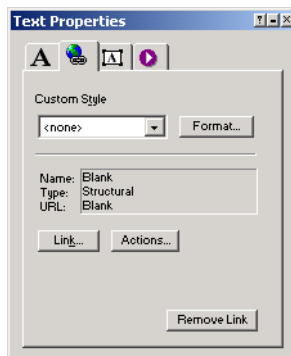 Text Properties
A A
Custom Style
<none> Format...
Name: Blank
Type: Structural
URL: Blank
Link... Actions...
Remove Link